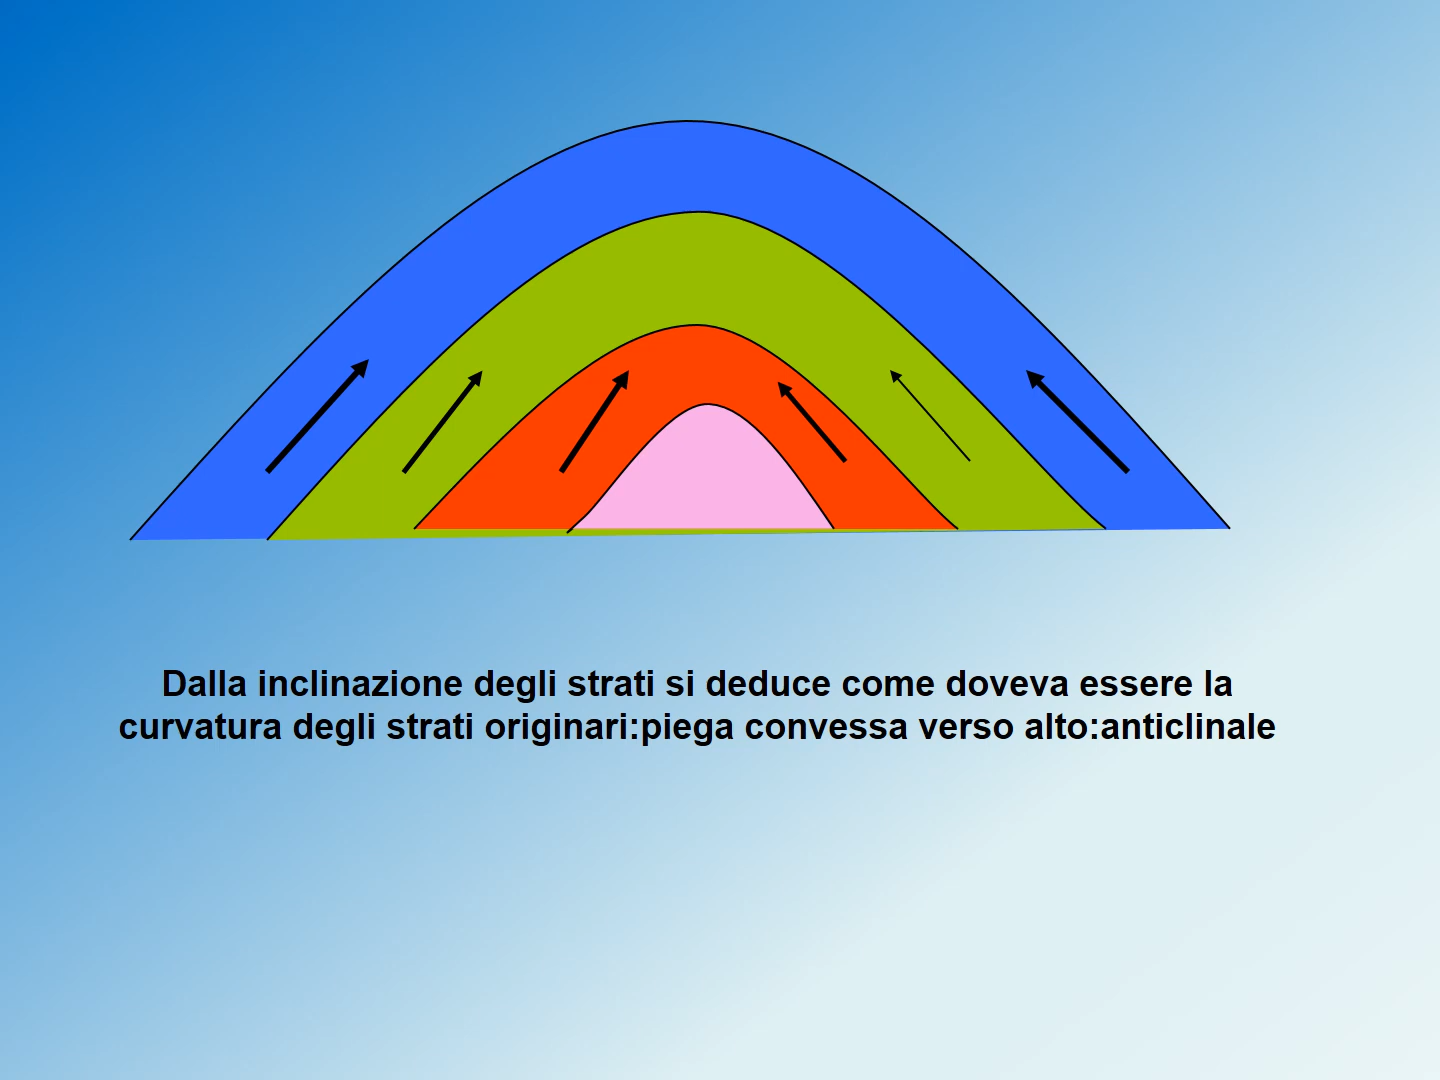 Dalla inclinazione degli strati si deduce come doveva essere la
curvatura degli strati originari:piega convessa verso alto:anticlinale